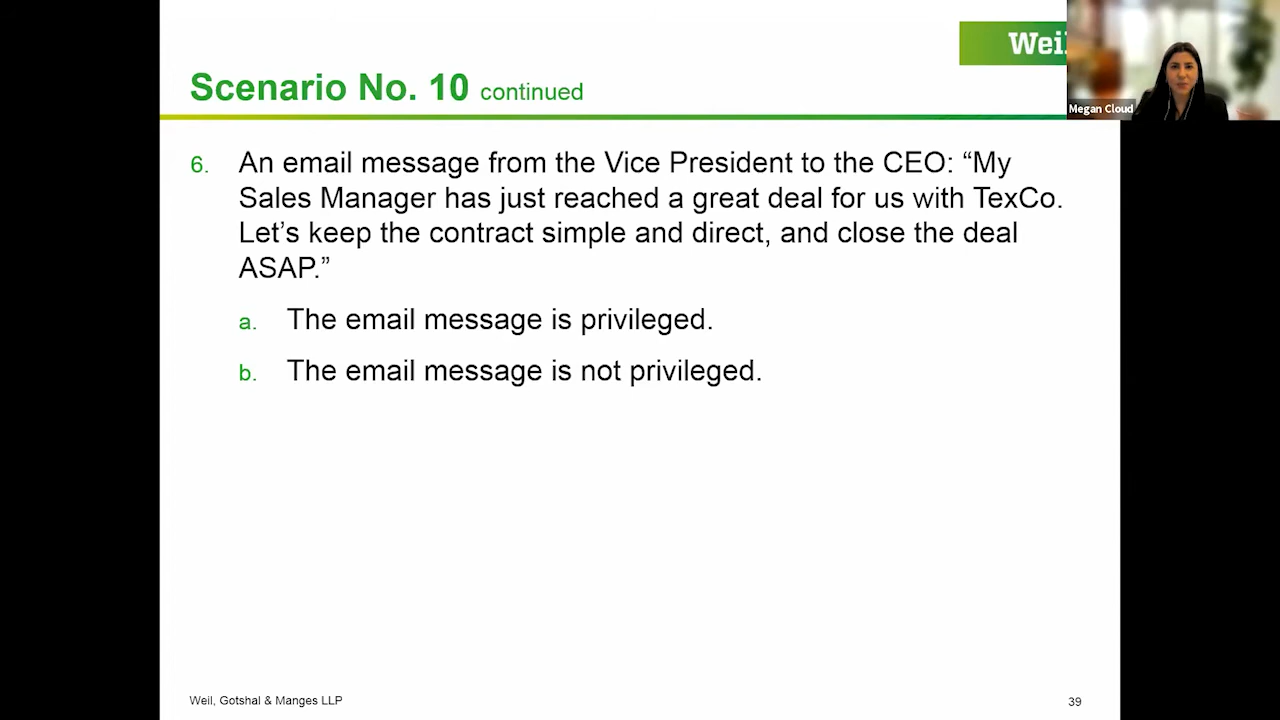 Weil
Megan Cloud
Scenario No. 10 continued
6. An email message from the Vice President to the CEO: “My
Sales Manager has just reached a great deal for us with TexCo.
Let’s keep the contract simple and direct, and close the deal
ASAP.”
a. The email message is privileged.
b. The email message is not privileged.
Weil, Gotshal & Manges LLP
39